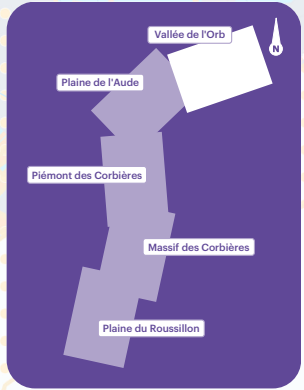 Vallée de l'Orb
N
Plaine de l'Aude
Piémont des Corbières
Massif des Corbières
Plaine du Roussillon